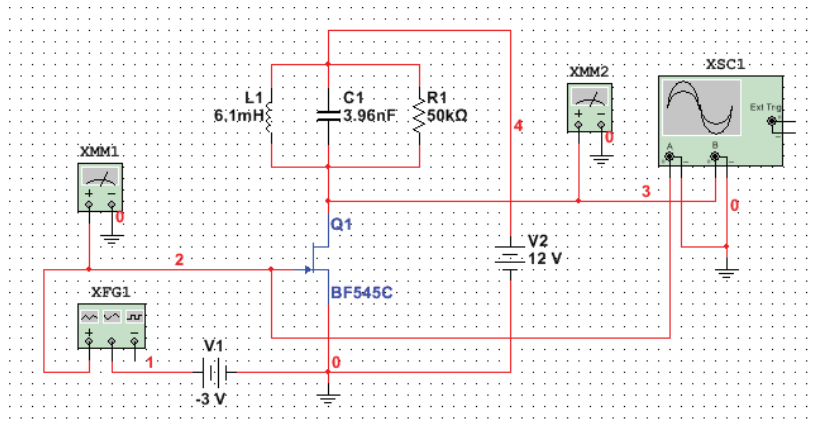 XSC1
XMM2
L1
C1
R1
6.1mH
3.96nF
50kΩ
Ext Trig
+
-
4
A
B
+
-
+
-
+
-
0
XMM1
+
-
0
3
0
Q1
V2
12 V
2
BF545C
XFG1
+
-
1
V1
0
-3 V